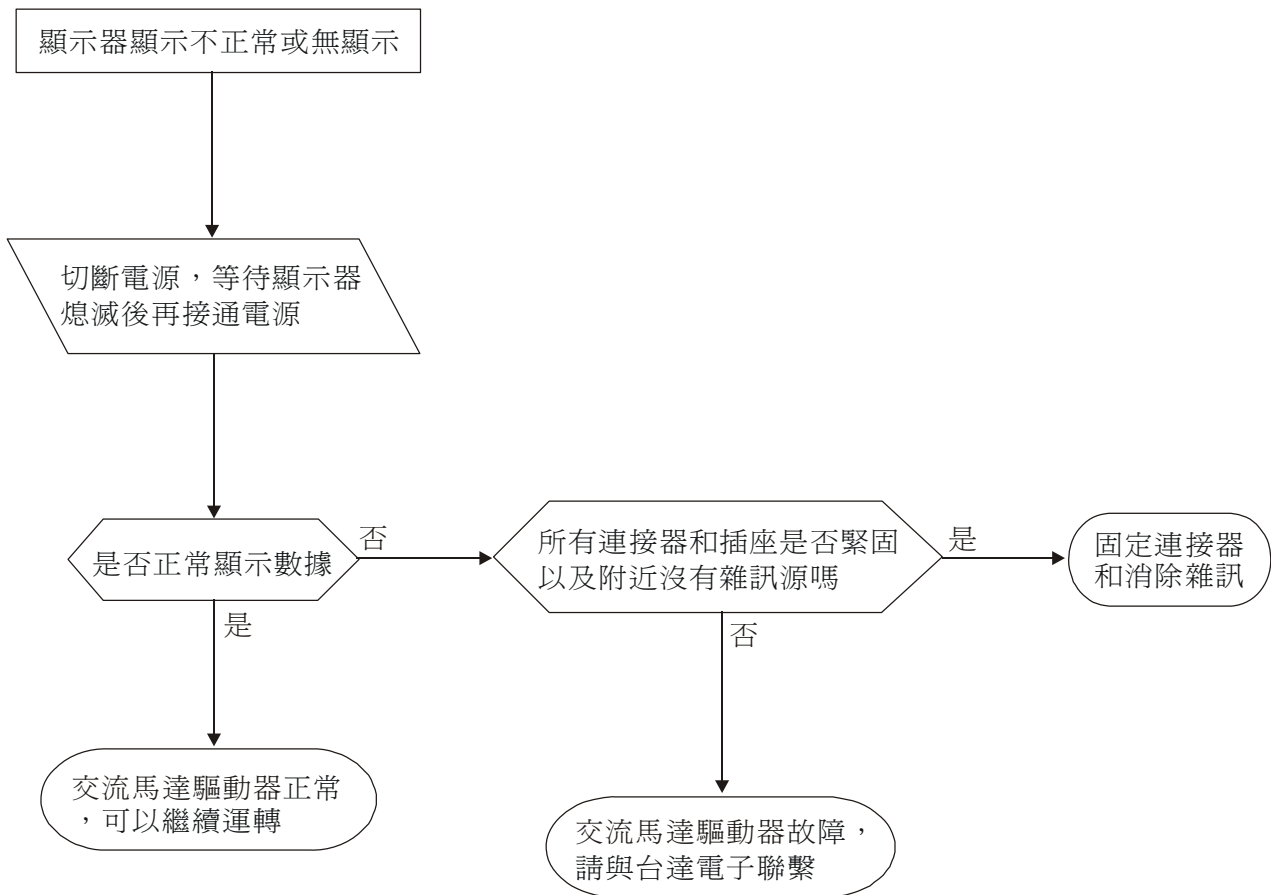 顯示器顯示不正常或無顯示
切斷電源，等待顯示器
熄滅後再接通電源
是否正常顯示數據
否
所有連接器和插座是否緊固
以及附近沒有雜訊源嗎
是
固定連接器
和消除雜訊
是
否
交流馬達驅動器正常
，可以繼續運轉
交流馬達驅動器故障，
請與台達電子聯繫